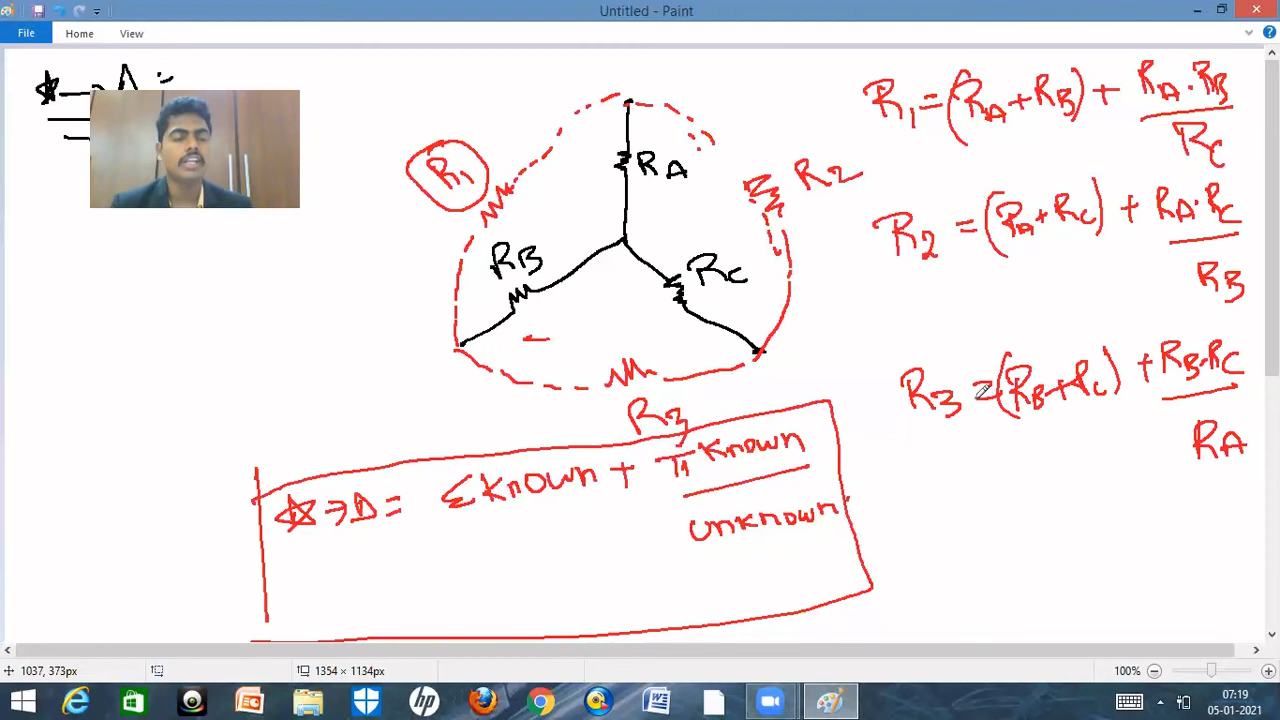 Untitled - Paint
File Home View
☆ → Δ =
R1 = (RA + RB) + RA . RB / RC
R1
RA
R2
R2 = (RA + RC) + RA . RC / RB
RB
RC
R3 = (RB + RC) + RB . RC / RA
R3
☆ → Δ = Σ known + π known / unknown
1037, 373px
1354 × 1134px
100%
hp
07:19
05-01-2021